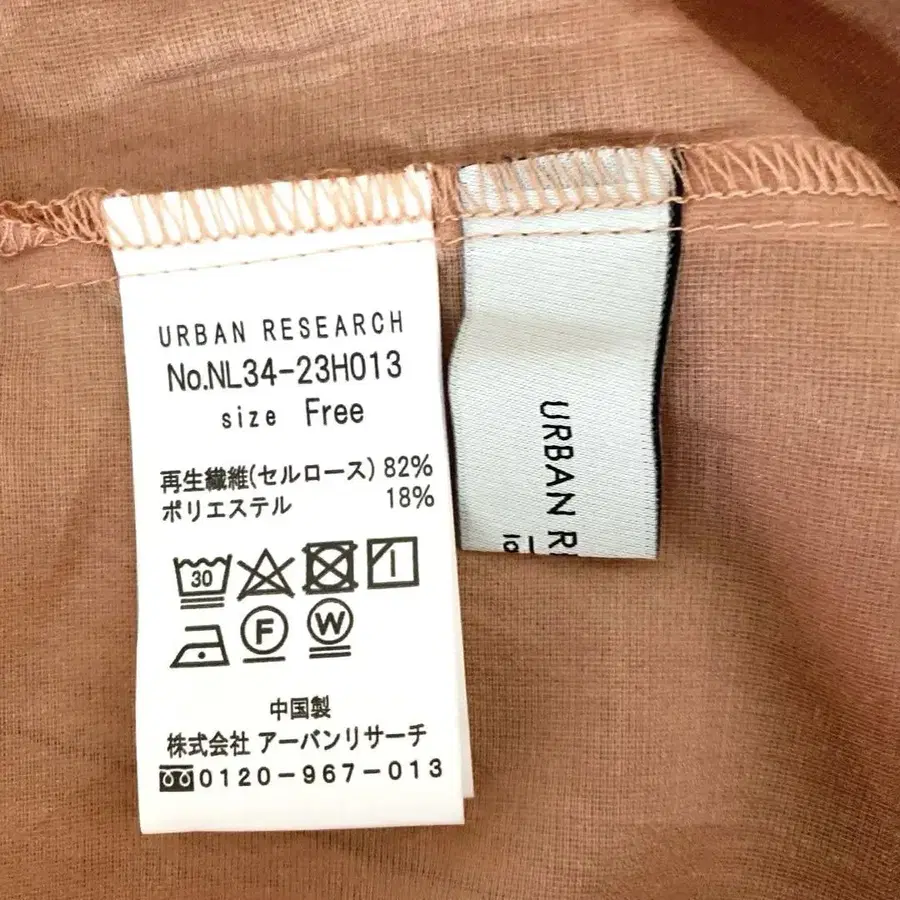 URBAN RESEARCH
No.NL34-23H013
size Free
再生繊維(セルロース) 82%
ポリエステル 18%
30
F W
中国製
株式会社 アーバンリサーチ
0120-967-013
URBAN